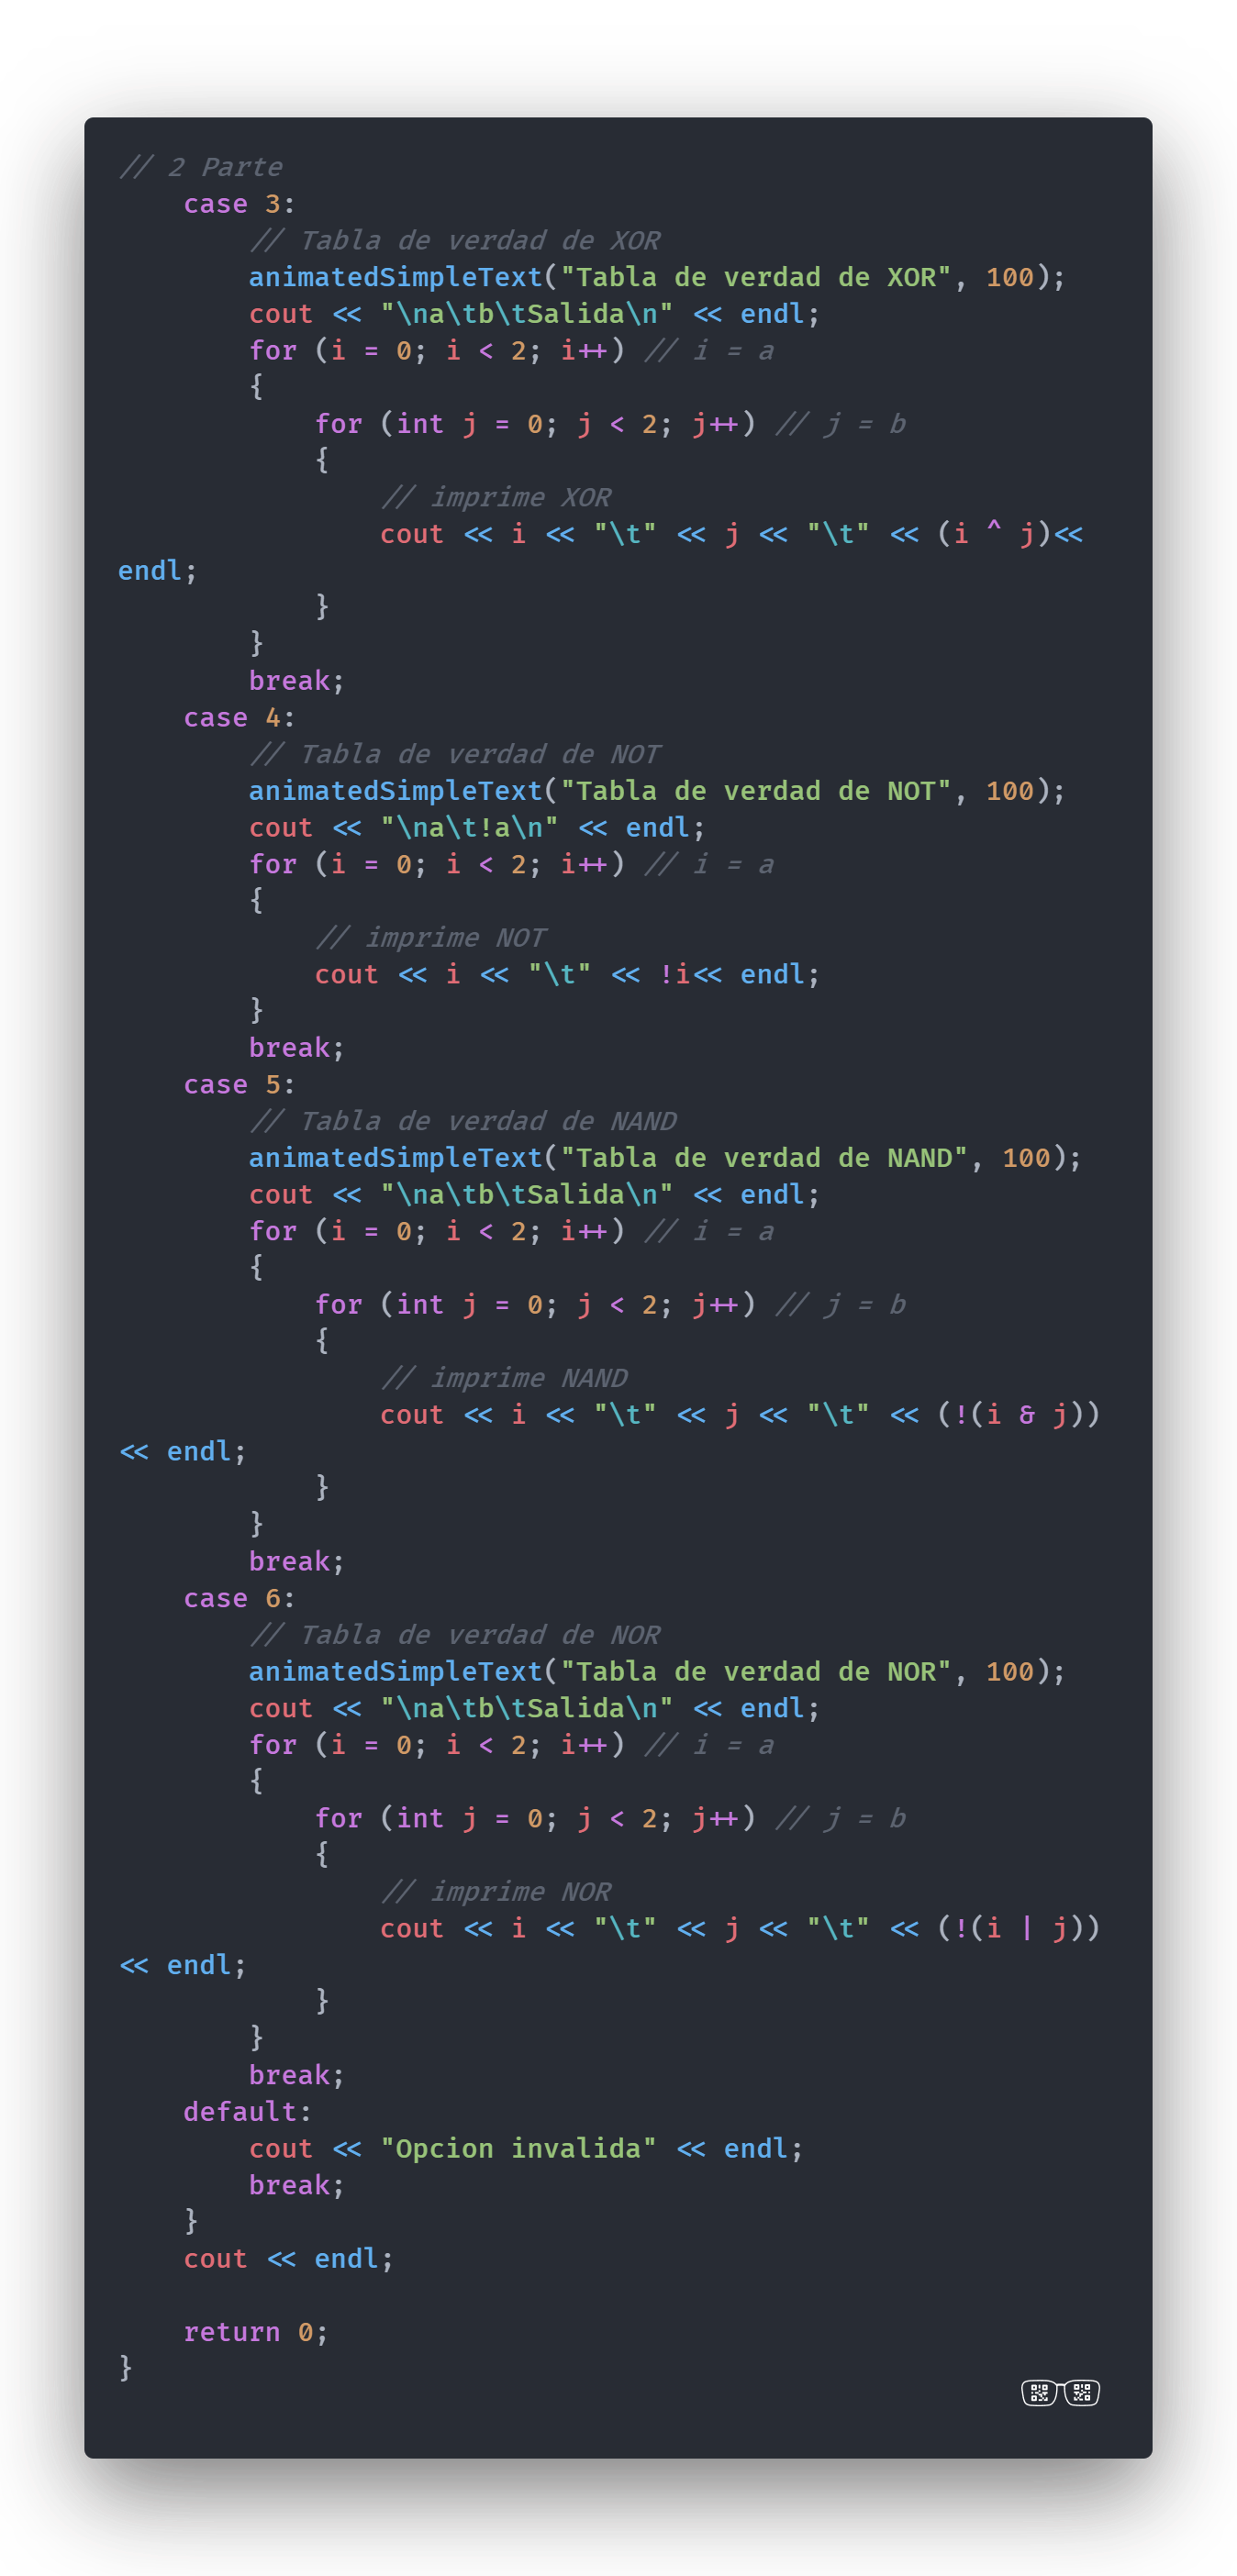 // 2 Parte
    case 3:
        // Tabla de verdad de XOR
        animatedSimpleText("Tabla de verdad de XOR", 100);
        cout << "\na\tb\tSalida\n" << endl;
        for (i = 0; i < 2; i++) // i = a
        {
            for (int j = 0; j < 2; j++) // j = b
            {
                // imprime XOR
                cout << i << "\t" << j << "\t" << (i ^ j)<<
endl;
            }
        }
        break;
    case 4:
        // Tabla de verdad de NOT
        animatedSimpleText("Tabla de verdad de NOT", 100);
        cout << "\na\t!a\n" << endl;
        for (i = 0; i < 2; i++) // i = a
        {
            // imprime NOT
            cout << i << "\t" << !i<< endl;
        }
        break;
    case 5:
        // Tabla de verdad de NAND
        animatedSimpleText("Tabla de verdad de NAND", 100);
        cout << "\na\tb\tSalida\n" << endl;
        for (i = 0; i < 2; i++) // i = a
        {
            for (int j = 0; j < 2; j++) // j = b
            {
                // imprime NAND
                cout << i << "\t" << j << "\t" << (!(i & j))
<< endl;
            }
        }
        break;
    case 6:
        // Tabla de verdad de NOR
        animatedSimpleText("Tabla de verdad de NOR", 100);
        cout << "\na\tb\tSalida\n" << endl;
        for (i = 0; i < 2; i++) // i = a
        {
            for (int j = 0; j < 2; j++) // j = b
            {
                // imprime NOR
                cout << i << "\t" << j << "\t" << (!(i | j))
<< endl;
            }
        }
        break;
    default:
        cout << "Opcion invalida" << endl;
        break;
    }
    cout << endl;

    return 0;
}